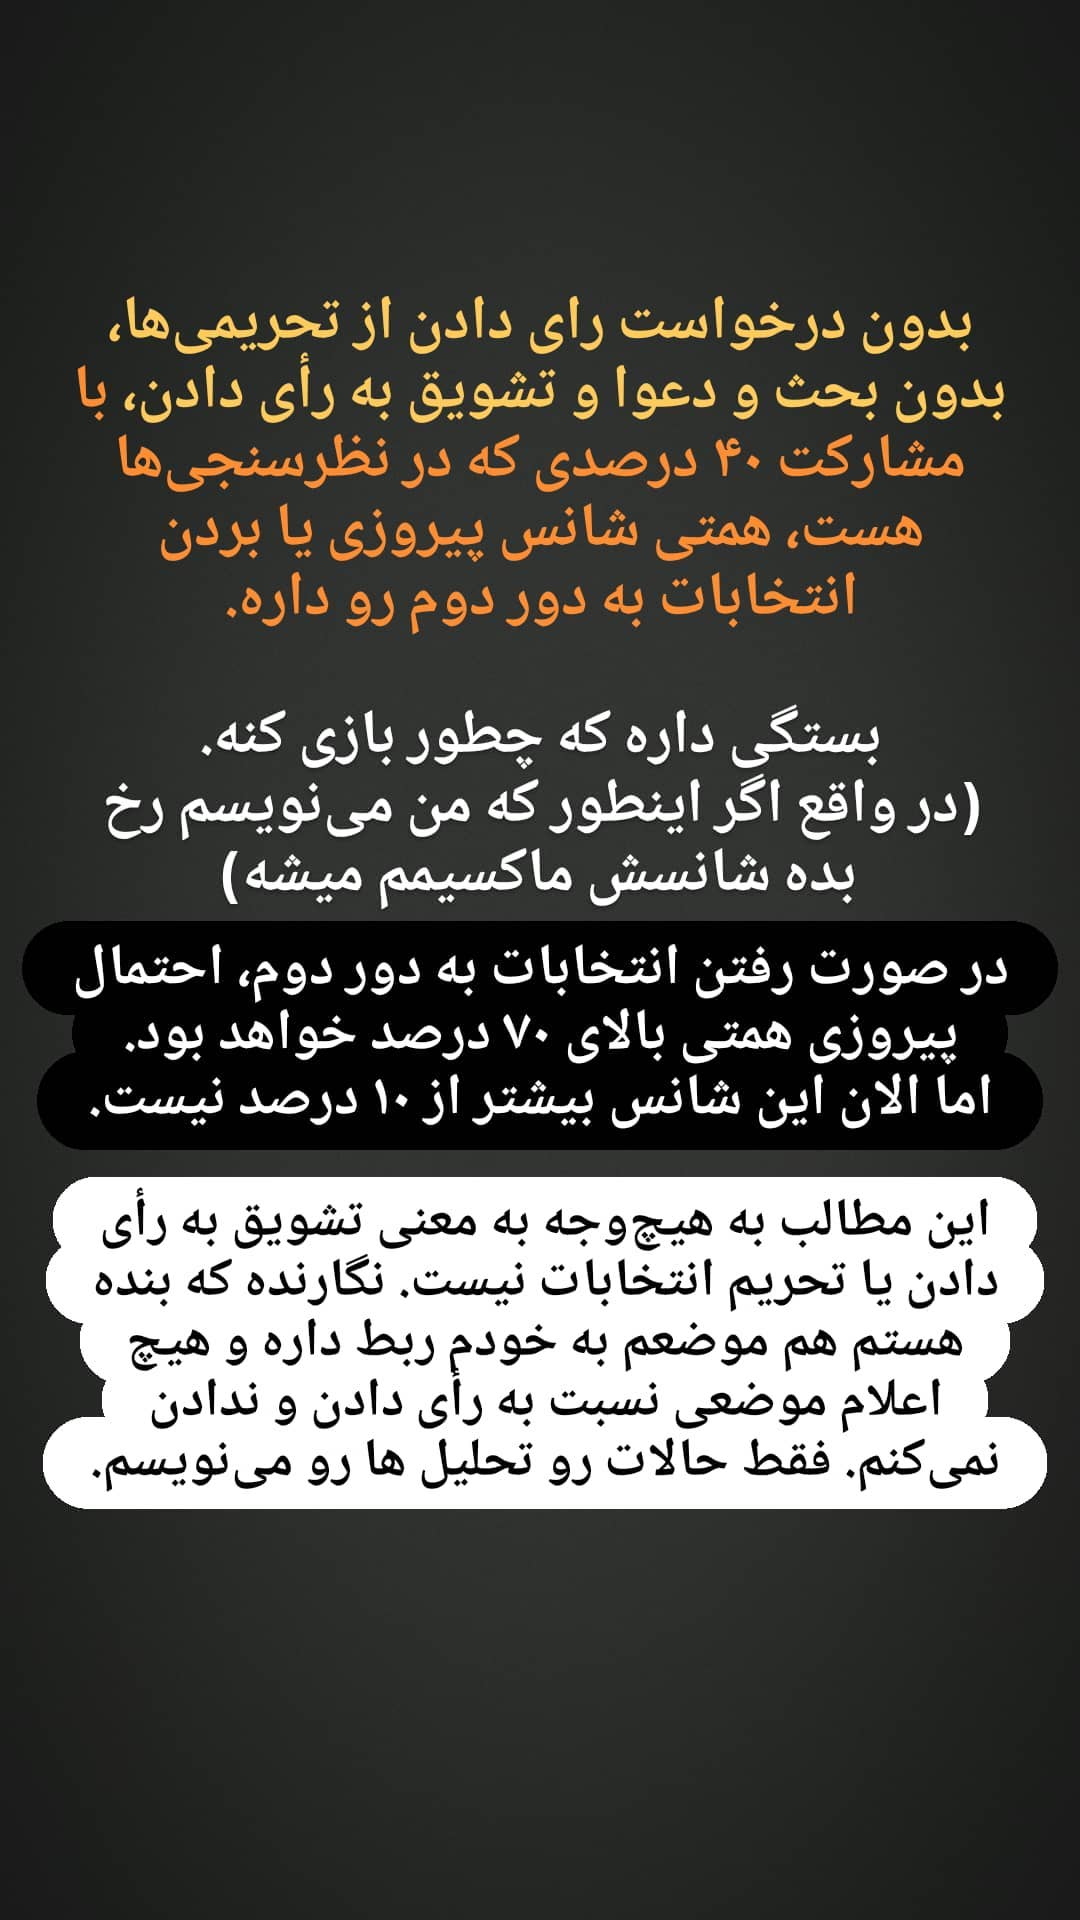 بدون درخواست رای دادن از تحریمی‌ها،
بدون بحث و دعوا و تشویق به رأی دادن، با
مشارکت ۴۰ درصدی که در نظرسنجی‌ها
هست، همتی شانس پیروزی یا بردن
انتخابات به دور دوم رو داره.
بستگی داره که چطور بازی کنه.
(در واقع اگر اینطور که من می‌نویسم رخ
بده شانسش ماکسیمم میشه)
در صورت رفتن انتخابات به دور دوم، احتمال
پیروزی همتی بالای ۷۰ درصد خواهد بود.
اما الان این شانس بیشتر از ۱۰ درصد نیست.
این مطالب به هیچ‌وجه به معنی تشویق به رأی
دادن یا تحریم انتخابات نیست. نگارنده که بنده
هستم هم موضعم به خودم ربط داره و هیچ
اعلام موضعی نسبت به رأی دادن و ندادن
نمی‌کنم. فقط حالات رو تحلیل ها رو می‌نویسم.